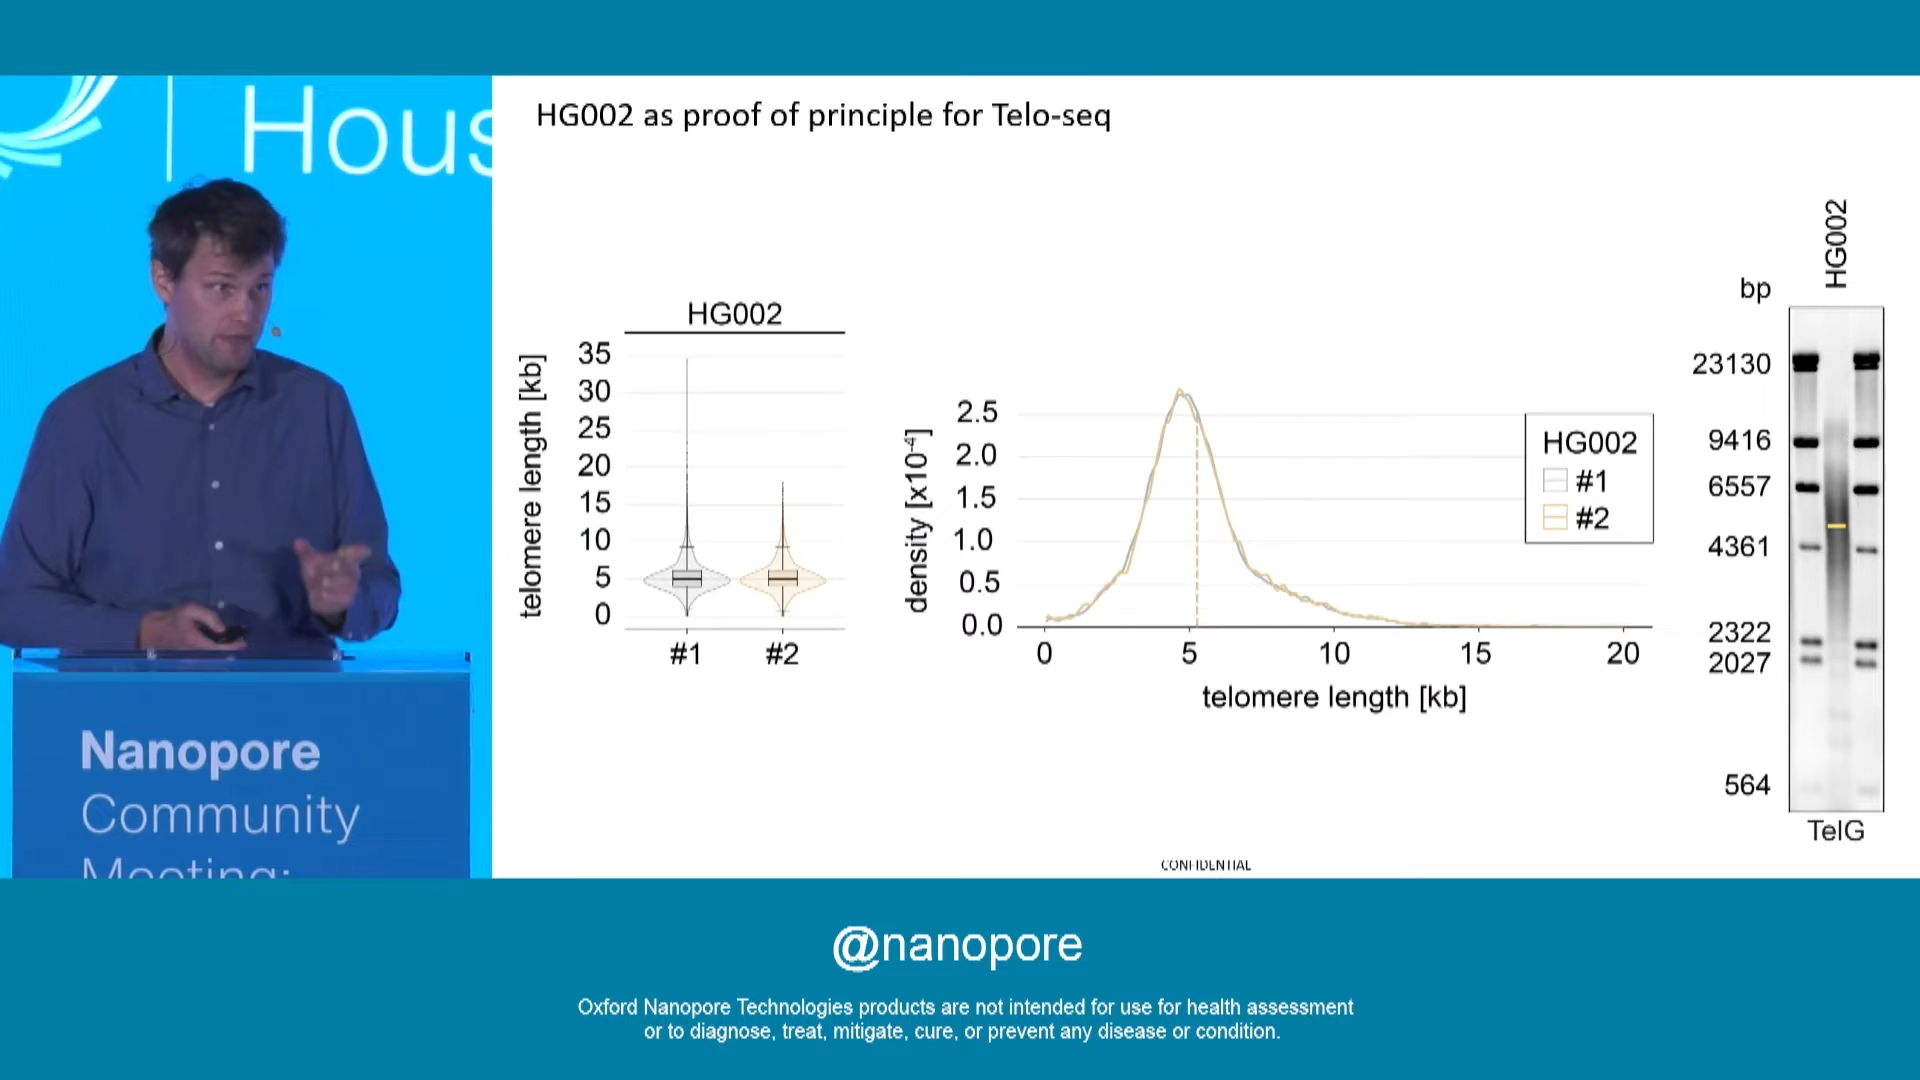 Hous
Nanopore
Community
Meeting:
HG002 as proof of principle for Telo-seq
HG002
telomere length [kb]
35
30
25
20
15
10
5
0
#1
#2
density [x10⁻⁴]
2.5
2.0
1.5
1.0
0.5
0.0
0
5
10
15
20
telomere length [kb]
HG002
#1
#2
HG002
bp
23130
9416
6557
4361
2322
2027
564
TelG
CONFIDENTIAL
@nanopore
Oxford Nanopore Technologies products are not intended for use for health assessment
or to diagnose, treat, mitigate, cure, or prevent any disease or condition.